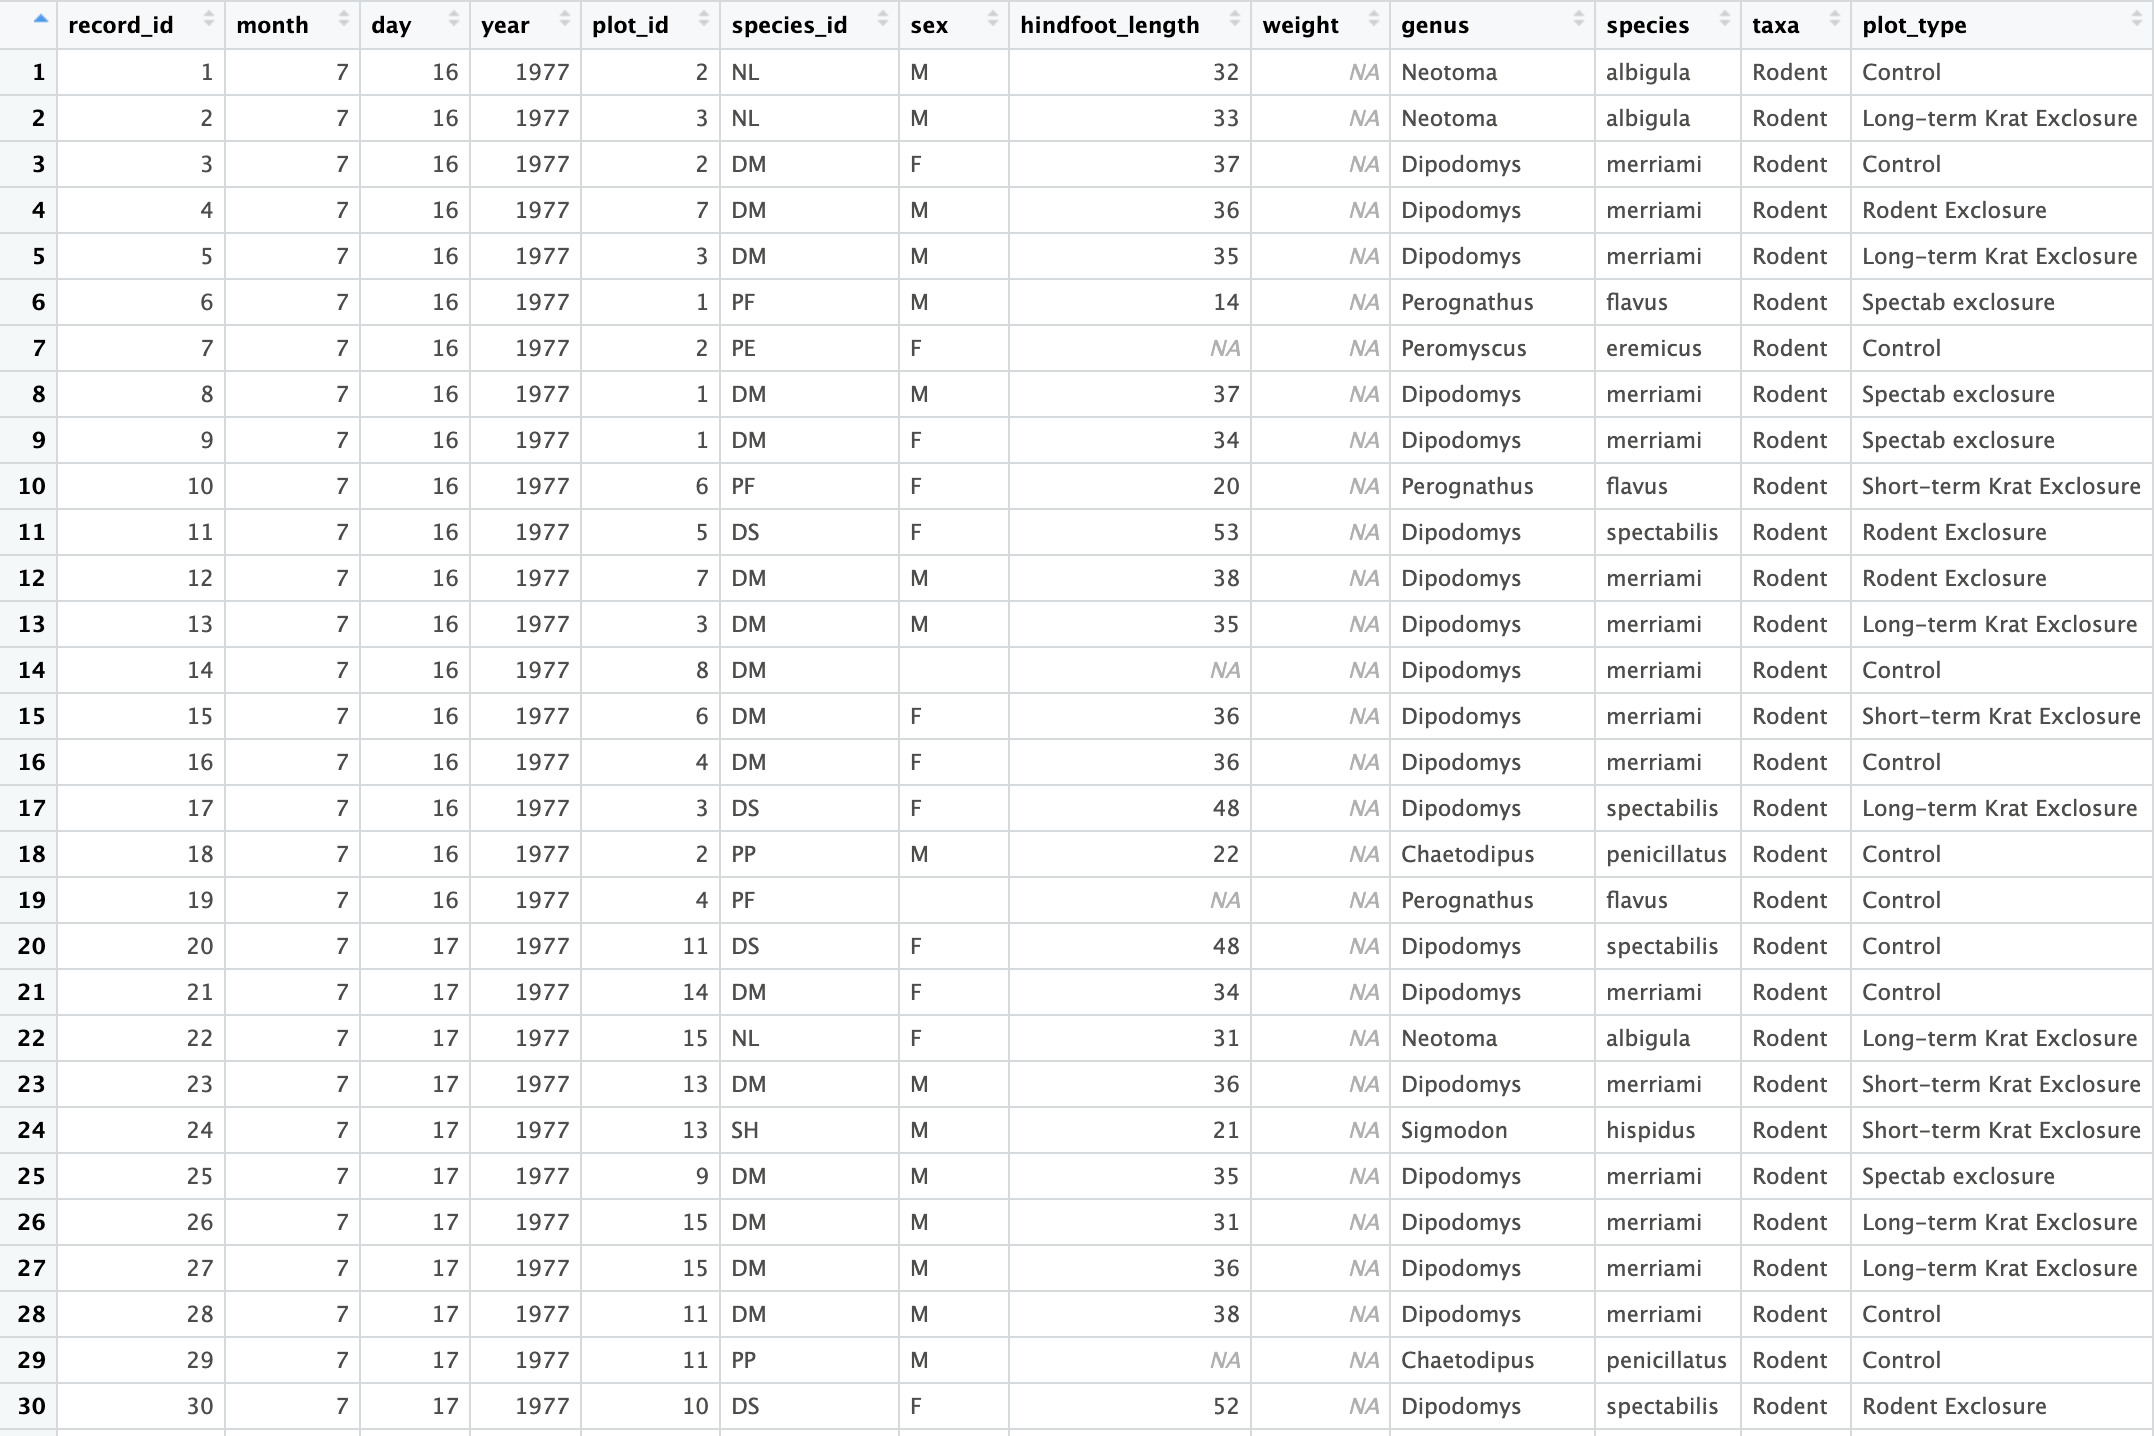 record_id month day year plot_id species_id sex hindfoot_length weight genus species taxa plot_type
1 1 7 16 1977 2 NL M 32 NA Neotoma albigula Rodent Control
2 2 7 16 1977 3 NL M 33 NA Neotoma albigula Rodent Long-term Krat Exclosure
3 3 7 16 1977 2 DM F 37 NA Dipodomys merriami Rodent Control
4 4 7 16 1977 7 DM M 36 NA Dipodomys merriami Rodent Rodent Exclosure
5 5 7 16 1977 3 DM M 35 NA Dipodomys merriami Rodent Long-term Krat Exclosure
6 6 7 16 1977 1 PF M 14 NA Perognathus flavus Rodent Spectab exclosure
7 7 7 16 1977 2 PE F NA NA Peromyscus eremicus Rodent Control
8 8 7 16 1977 1 DM M 37 NA Dipodomys merriami Rodent Spectab exclosure
9 9 7 16 1977 1 DM F 34 NA Dipodomys merriami Rodent Spectab exclosure
10 10 7 16 1977 6 PF F 20 NA Perognathus flavus Rodent Short-term Krat Exclosure
11 11 7 16 1977 5 DS F 53 NA Dipodomys spectabilis Rodent Rodent Exclosure
12 12 7 16 1977 7 DM M 38 NA Dipodomys merriami Rodent Rodent Exclosure
13 13 7 16 1977 3 DM M 35 NA Dipodomys merriami Rodent Long-term Krat Exclosure
14 14 7 16 1977 8 DM NA NA Dipodomys merriami Rodent Control
15 15 7 16 1977 6 DM F 36 NA Dipodomys merriami Rodent Short-term Krat Exclosure
16 16 7 16 1977 4 DM F 36 NA Dipodomys merriami Rodent Control
17 17 7 16 1977 3 DS F 48 NA Dipodomys spectabilis Rodent Long-term Krat Exclosure
18 18 7 16 1977 2 PP M 22 NA Chaetodipus penicillatus Rodent Control
19 19 7 16 1977 4 PF NA NA Perognathus flavus Rodent Control
20 20 7 17 1977 11 DS F 48 NA Dipodomys spectabilis Rodent Control
21 21 7 17 1977 14 DM F 34 NA Dipodomys merriami Rodent Control
22 22 7 17 1977 15 NL F 31 NA Neotoma albigula Rodent Long-term Krat Exclosure
23 23 7 17 1977 13 DM M 36 NA Dipodomys merriami Rodent Short-term Krat Exclosure
24 24 7 17 1977 13 SH M 21 NA Sigmodon hispidus Rodent Short-term Krat Exclosure
25 25 7 17 1977 9 DM M 35 NA Dipodomys merriami Rodent Spectab exclosure
26 26 7 17 1977 15 DM M 31 NA Dipodomys merriami Rodent Long-term Krat Exclosure
27 27 7 17 1977 15 DM M 36 NA Dipodomys merriami Rodent Long-term Krat Exclosure
28 28 7 17 1977 11 DM M 38 NA Dipodomys merriami Rodent Control
29 29 7 17 1977 11 PP M NA NA Chaetodipus penicillatus Rodent Control
30 30 7 17 1977 10 DS F 52 NA Dipodomys spectabilis Rodent Rodent Exclosure